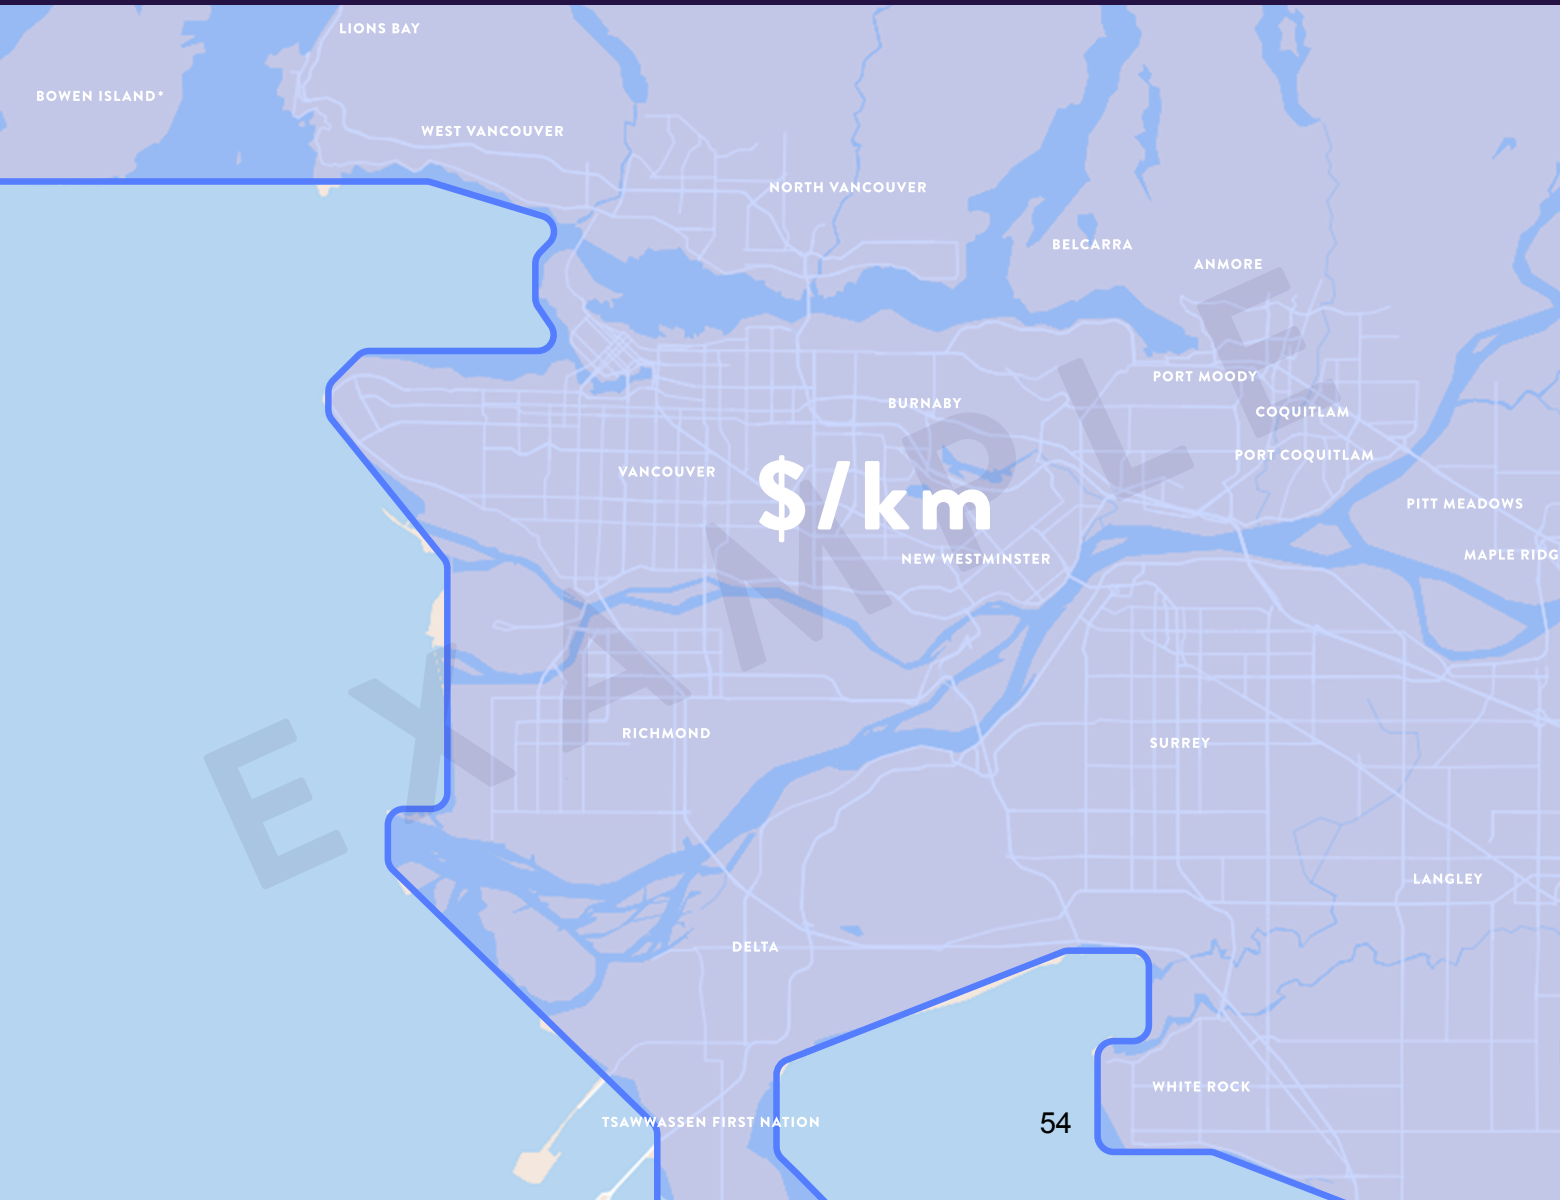 LIONS BAY
BOWEN ISLAND*
WEST VANCOUVER
NORTH VANCOUVER
BELCARRA
ANMORE
PORT MOODY
BURNABY
COQUITLAM
PORT COQUITLAM
VANCOUVER
$/km
PITT MEADOWS
NEW WESTMINSTER
MAPLE RIDG
EXAMPLE
RICHMOND
SURREY
LANGLEY
DELTA
WHITE ROCK
TSAWWASSEN FIRST NATION
54